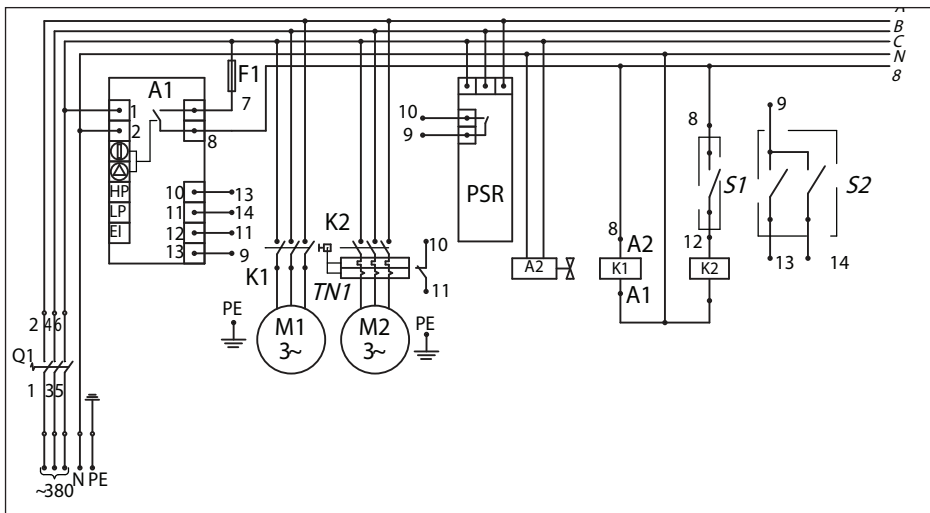 A
B
C
N
8
A1
F1
1
2
7
8
HP
LP
EI
10 13
11 14
12 11
13 9
10
9
PSR
K1
K2
TN1
10
11
PE
M1
3~
M2
3~
PE
A2
8
A2
K1
A1
8
S1
12
K2
9
S2
13
14
2 4 6
Q1
1 3 5
~380
N PE